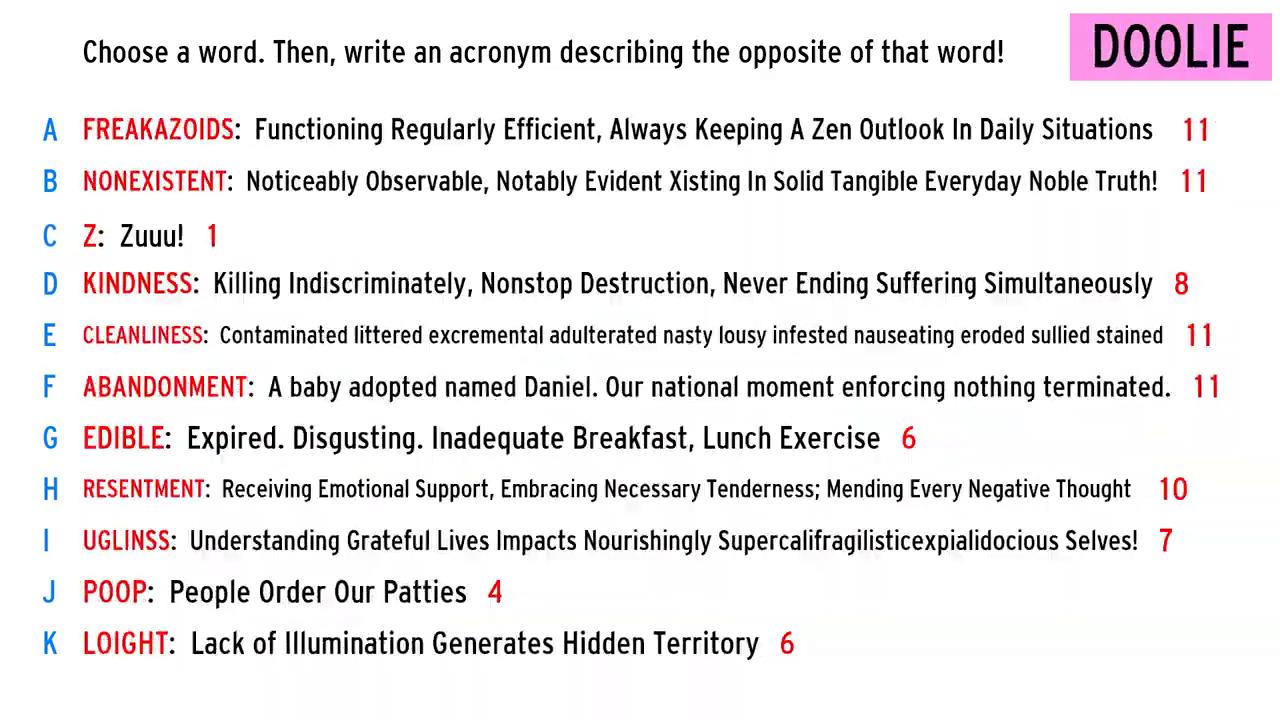 Choose a word. Then, write an acronym describing the opposite of that word!
DOOLIE
A FREAKAZOIDS: Functioning Regularly Efficient, Always Keeping A Zen Outlook In Daily Situations 11
B NONEXISTENT: Noticeably Observable, Notably Evident Xisting In Solid Tangible Everyday Noble Truth! 11
C Z: Zuuu! 1
D KINDNESS: Killing Indiscriminately, Nonstop Destruction, Never Ending Suffering Simultaneously 8
E CLEANLINESS: Contaminated littered excremental adulterated nasty lousy infested nauseating eroded sullied stained 11
F ABANDONMENT: A baby adopted named Daniel. Our national moment enforcing nothing terminated. 11
G EDIBLE: Expired. Disgusting. Inadequate Breakfast, Lunch Exercise 6
H RESENTMENT: Receiving Emotional Support, Embracing Necessary Tenderness; Mending Every Negative Thought 10
I UGLINSS: Understanding Grateful Lives Impacts Nourishingly Supercalifragilisticexpialidocious Selves! 7
J POOP: People Order Our Patties 4
K LOIGHT: Lack of Illumination Generates Hidden Territory 6